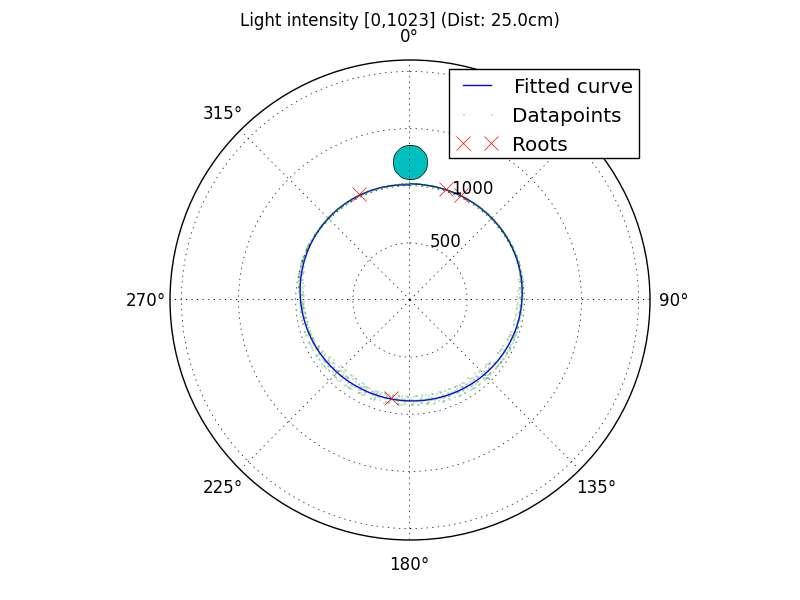 Light intensity [0,1023] (Dist: 25.0cm)
0°
Fitted curve
Datapoints
Roots
315°
1000
500
270°
90°
225°
135°
180°